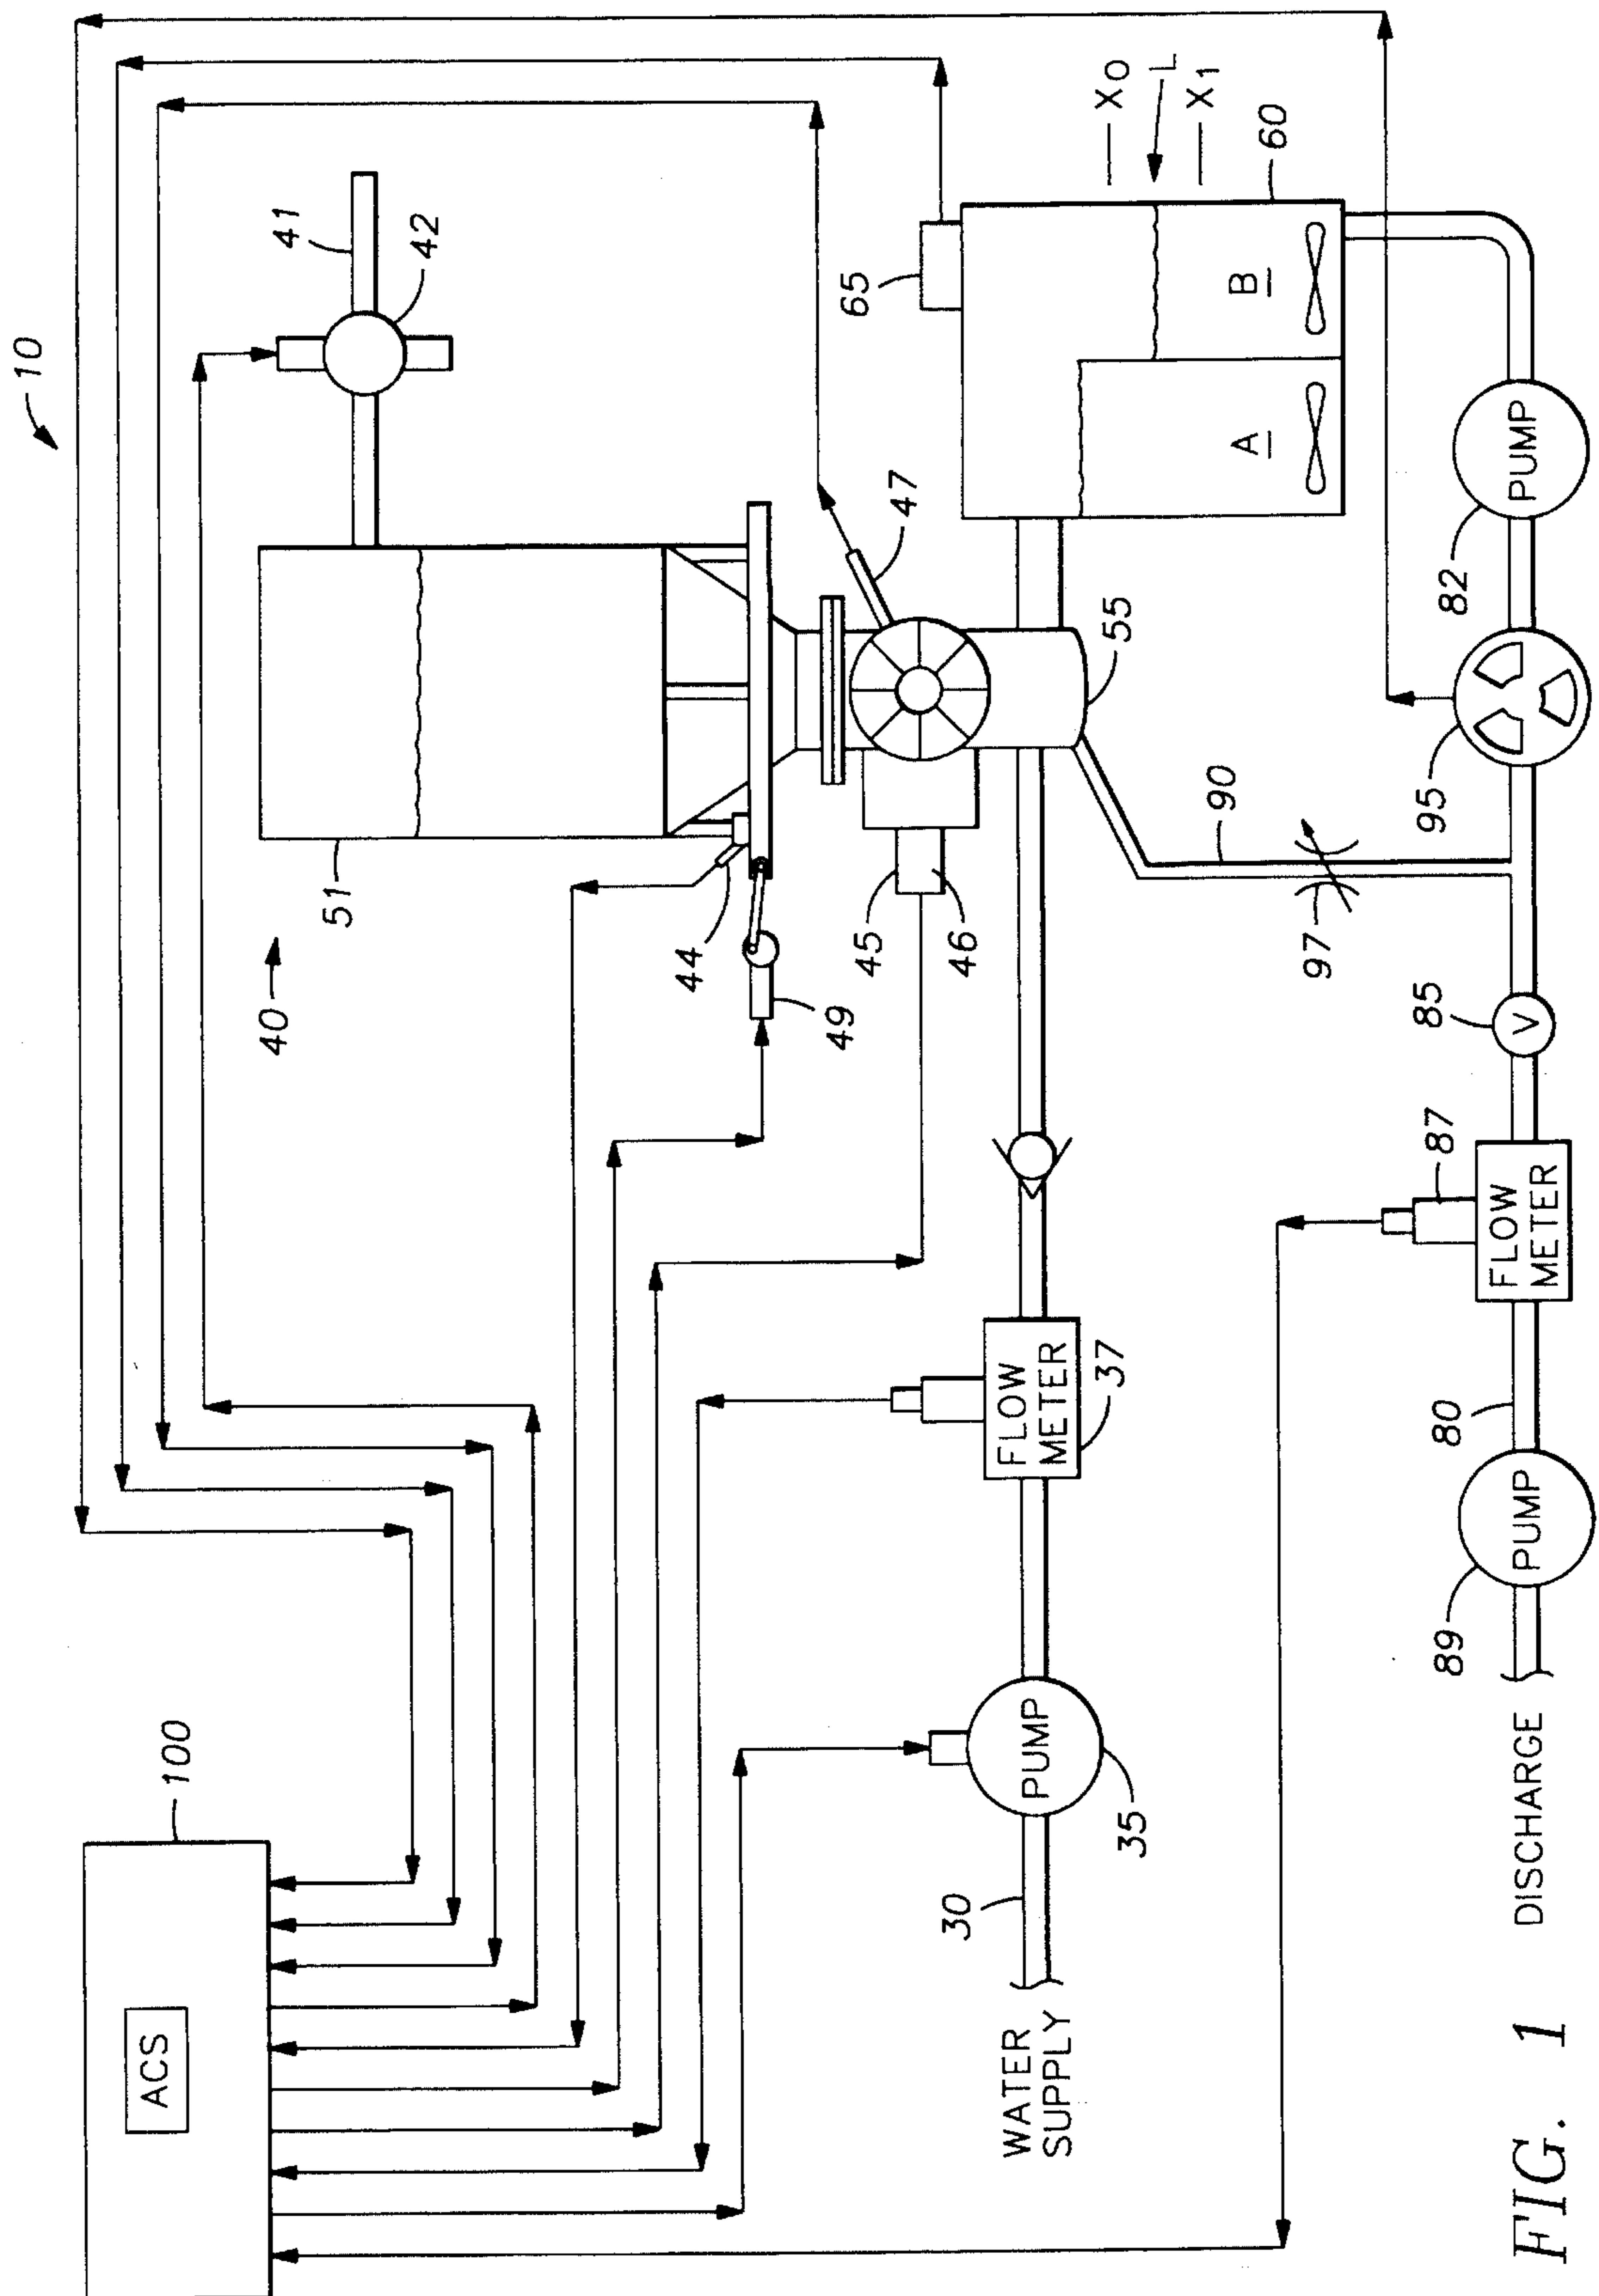 10
100
ACS
40
51
41
42
44
49
45
46
47
65
55
X0
L
X1
60
A
B
30
WATER
SUPPLY
PUMP
35
FLOW
METER
37
90
97
DISCHARGE
89
PUMP
80
FLOW
METER
87
85
V
95
82
PUMP
FIG. 1